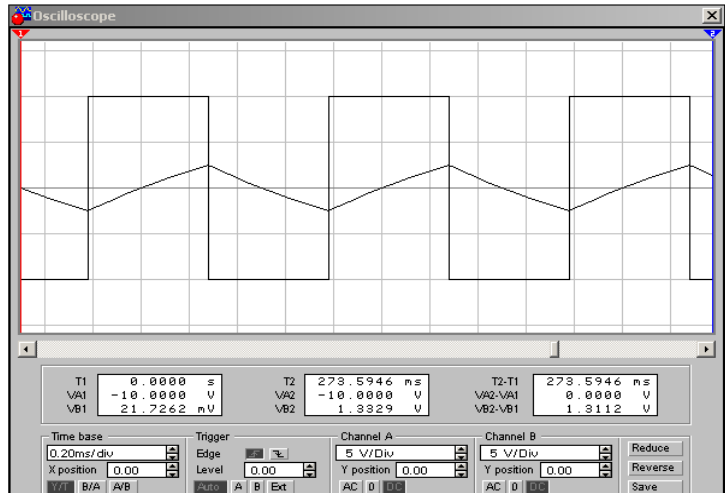 Oscilloscope
1 2
T1 0.0000 s T2 273.5946 ms T2-T1 273.5946 ms
VA1 -10.0000 V VA2 -10.0000 V VA2-VA1 0.0000 V
VB1 21.7262 mV VB2 1.3329 V VB2-VB1 1.3112 V
Time base Trigger Channel A Channel B
0.20ms/div Edge 5 V/Div 5 V/Div Reduce
X position 0.00 Level 0.00 Y position 0.00 Y position 0.00 Reverse
Y/T B/A A/B Auto A B Ext AC 0 DC AC 0 DC Save